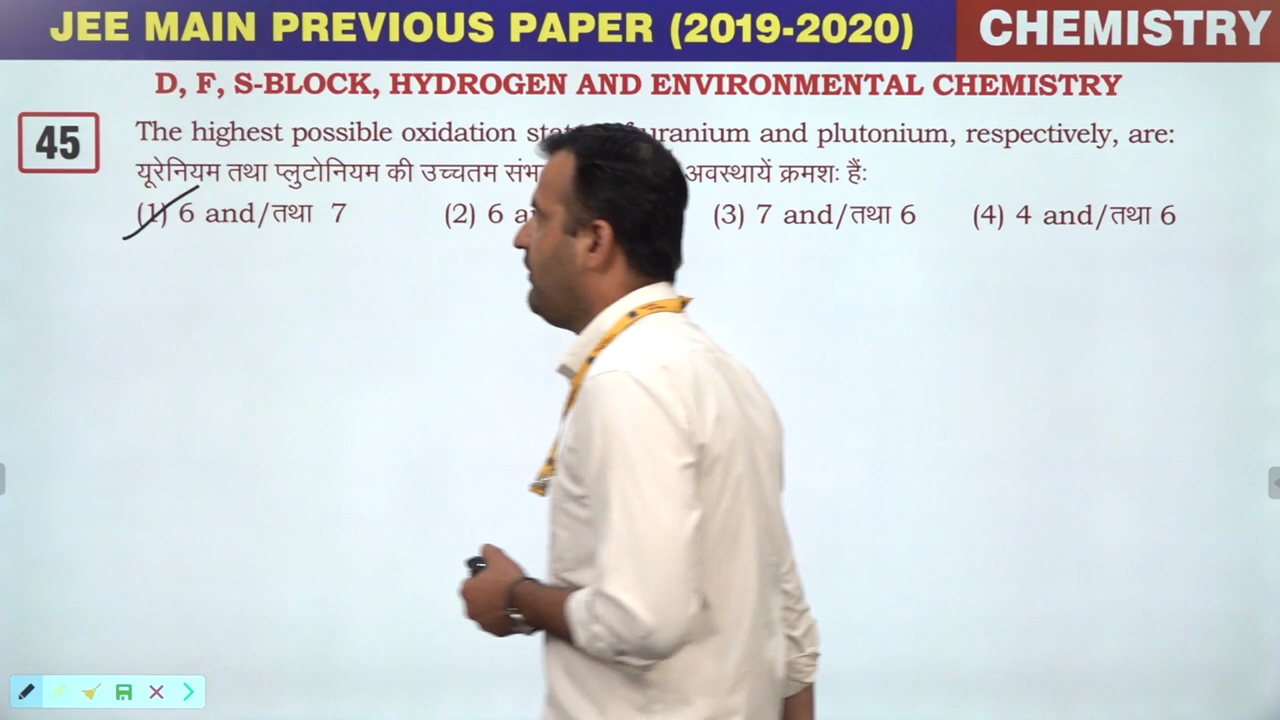 JEE MAIN PREVIOUS PAPER (2019-2020) CHEMISTRY
D, F, S-BLOCK, HYDROGEN AND ENVIRONMENTAL CHEMISTRY
45 The highest possible oxidation uranium and plutonium, respectively, are:
यूरेनियम तथा प्लुटोनियम की उच्चतम अवस्थायें क्रमशः हैं:
(1) 6 and/तथा 7 (2) 6 (3) 7 and/तथा 6 (4) 4 and/तथा 6